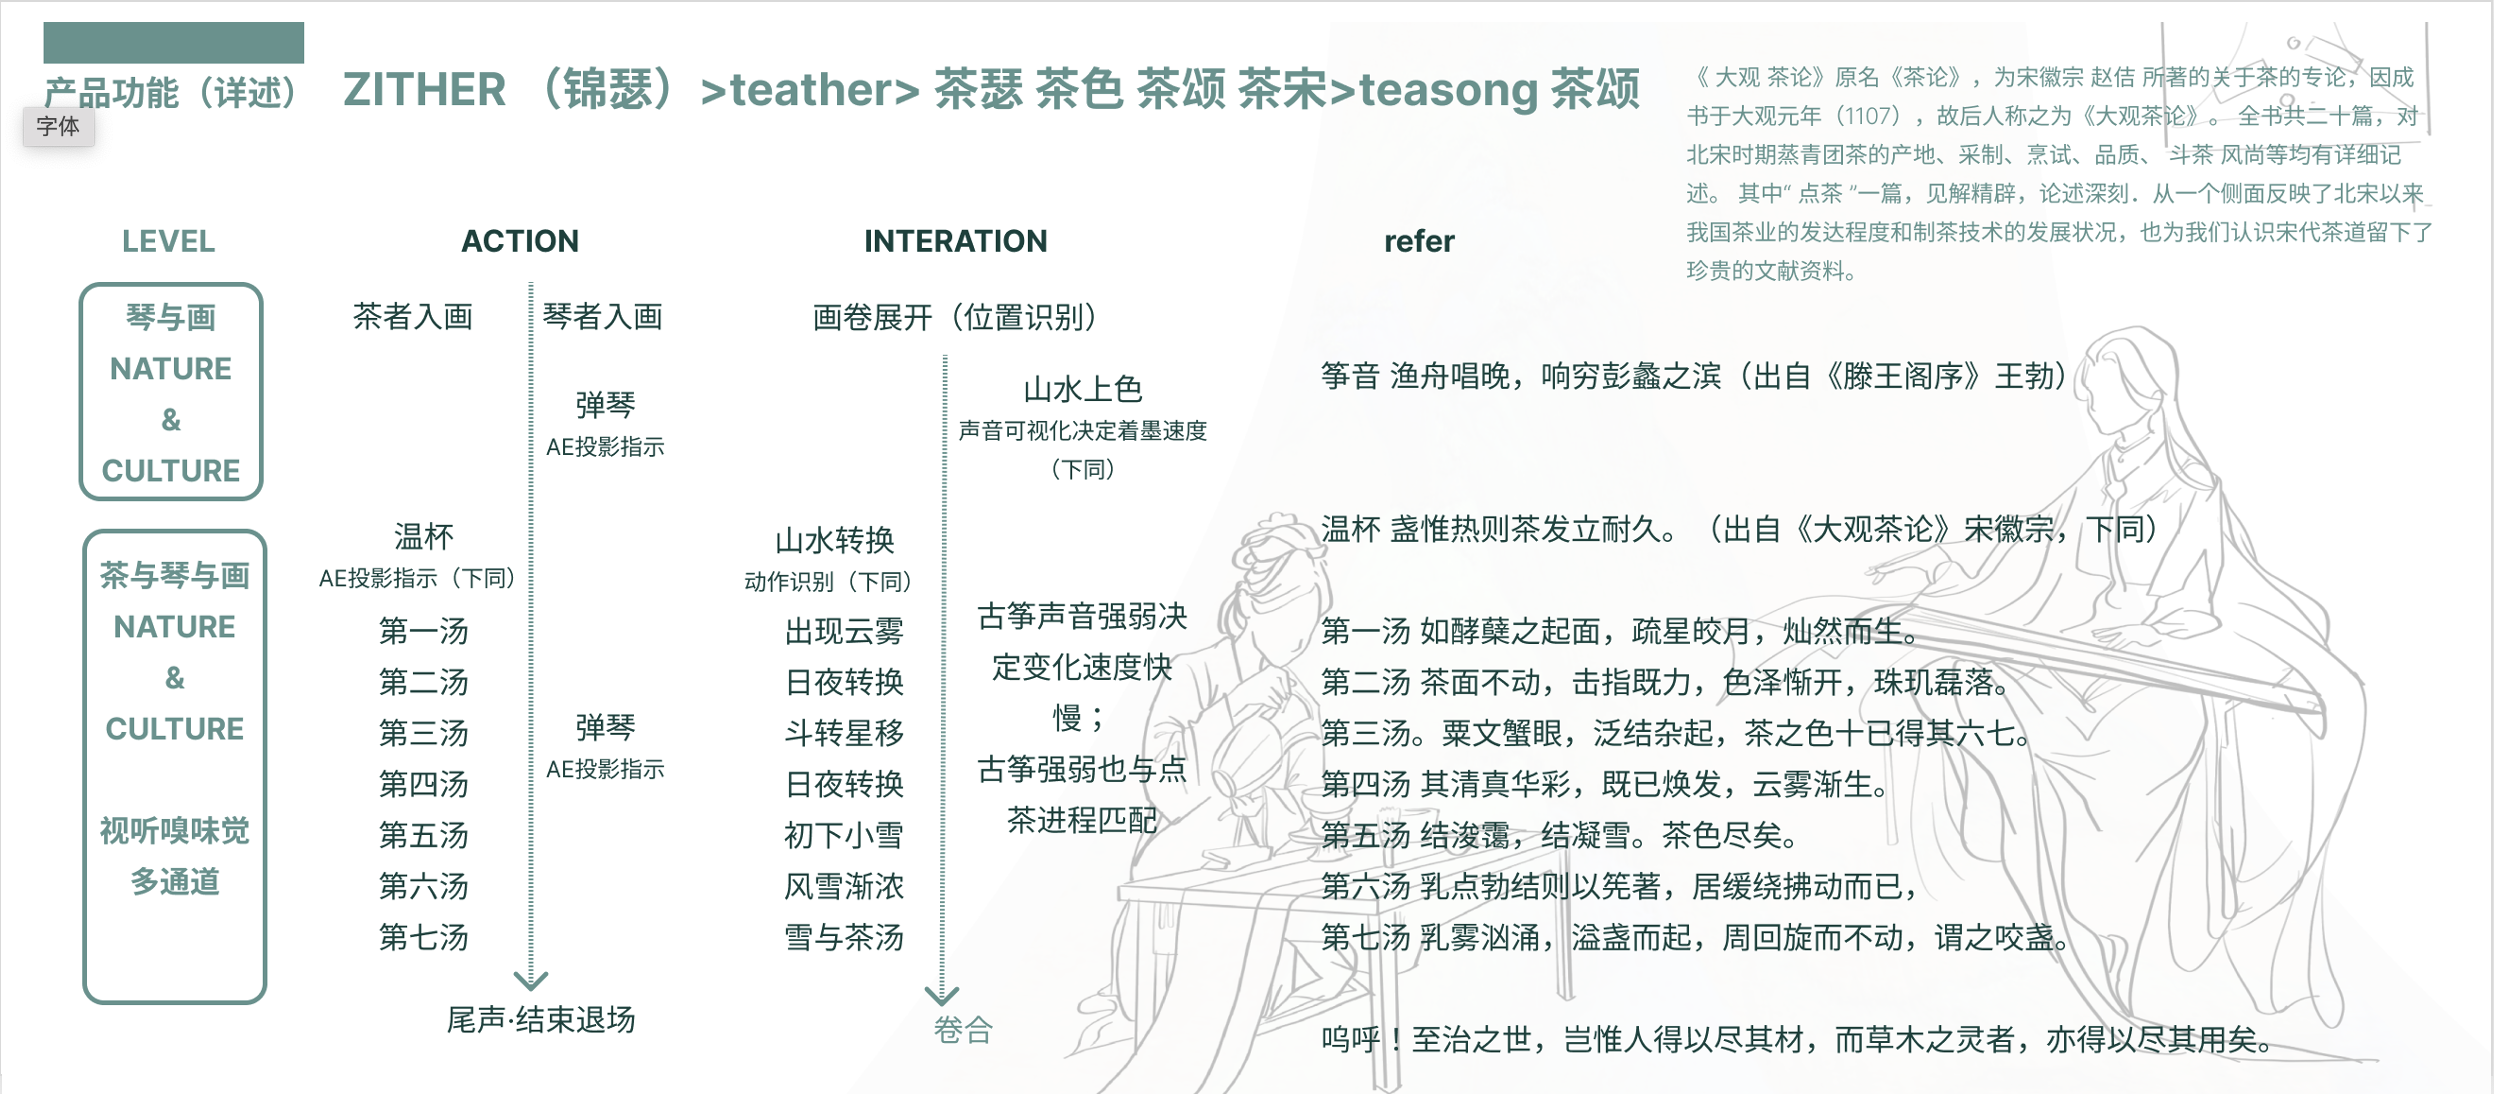 产品功能（详述）
ZITHER （锦瑟）>teather> 茶瑟 茶色 茶颂 茶宋>teasong 茶颂
字体
《 大观 茶论》原名《茶论》，为宋徽宗 赵佶 所著的关于茶的专论，因成
书于大观元年（1107），故后人称之为《大观茶论》。 全书共二十篇，对
北宋时期蒸青团茶的产地、采制、烹试、品质、 斗茶 风尚等均有详细记
述。 其中“ 点茶 ”一篇，见解精辟，论述深刻．从一个侧面反映了北宋以来
我国茶业的发达程度和制茶技术的发展状况，也为我们认识宋代茶道留下了
珍贵的文献资料。
LEVEL
琴与画
NATURE
&
CULTURE
茶与琴与画
NATURE
&
CULTURE
视听嗅味觉
多通道
ACTION
茶者入画
琴者入画
弹琴
AE投影指示
温杯
AE投影指示（下同）
第一汤
第二汤
第三汤
第四汤
第五汤
第六汤
第七汤
弹琴
AE投影指示
尾声·结束退场
INTERATION
画卷展开（位置识别）
山水上色
声音可视化决定着墨速度
（下同）
山水转换
动作识别（下同）
出现云雾
日夜转换
斗转星移
日夜转换
初下小雪
风雪渐浓
雪与茶汤
古筝声音强弱决
定变化速度快
慢；
古筝强弱也与点
茶进程匹配
卷合
refer
筝音 渔舟唱晚，响穷彭蠡之滨（出自《滕王阁序》王勃）
温杯 盏惟热则茶发立耐久。（出自《大观茶论》宋徽宗，下同）
第一汤 如酵蘖之起面，疏星皎月，灿然而生。
第二汤 茶面不动，击指既力，色泽惭开，珠玑磊落。
第三汤。粟文蟹眼，泛结杂起，茶之色十已得其六七。
第四汤 其清真华彩，既已焕发，云雾渐生。
第五汤 结浚霭，结凝雪。茶色尽矣。
第六汤 乳点勃结则以筅著，居缓绕拂动而已，
第七汤 乳雾汹涌，溢盏而起，周回旋而不动，谓之咬盏。
呜呼！至治之世，岂惟人得以尽其材，而草木之灵者，亦得以尽其用矣。